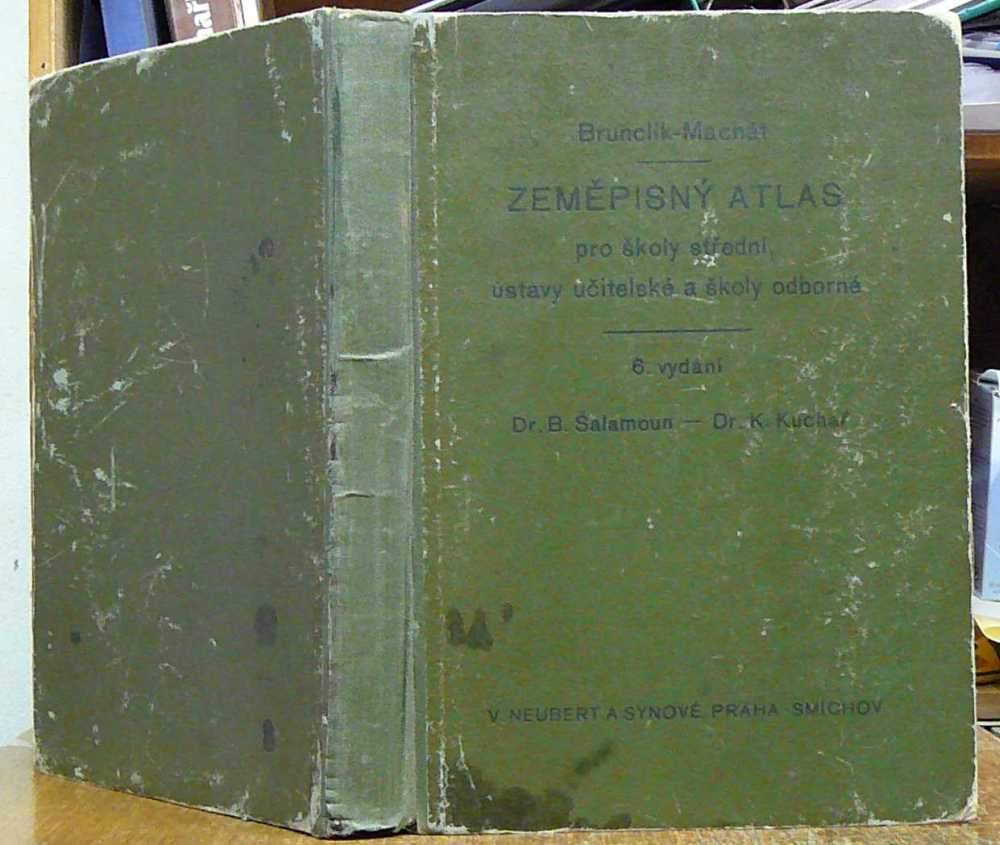 Brunclík-Machát
ZEMĚPISNÝ ATLAS
pro školy střední,
ústavy učitelské a školy odborné
6. vydání
Dr. B. Šalamoun — Dr. K. Kuchař
V. NEUBERT A SYNOVÉ, PRAHA SMÍCHOV